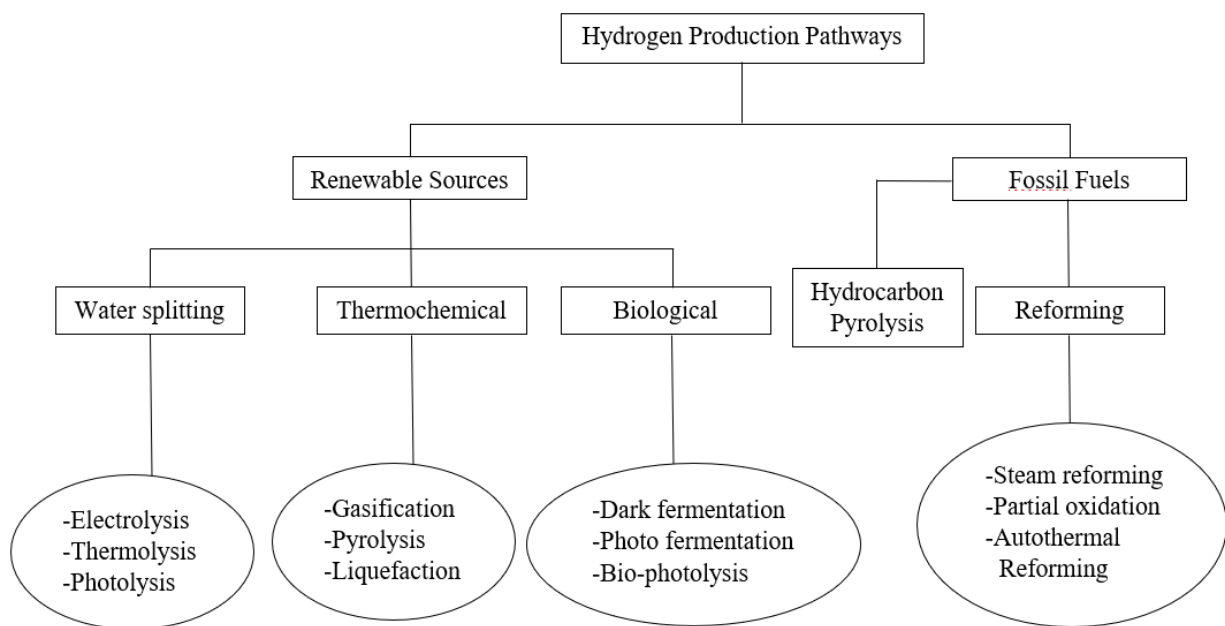 Hydrogen Production Pathways
Renewable Sources
Fossil Fuels
Water splitting
Thermochemical
Biological
Hydrocarbon
Pyrolysis
Reforming
-Electrolysis
-Thermolysis
-Photolysis
-Gasification
-Pyrolysis
-Liquefaction
-Dark fermentation
-Photo fermentation
-Bio-photolysis
-Steam reforming
-Partial oxidation
-Autothermal
Reforming